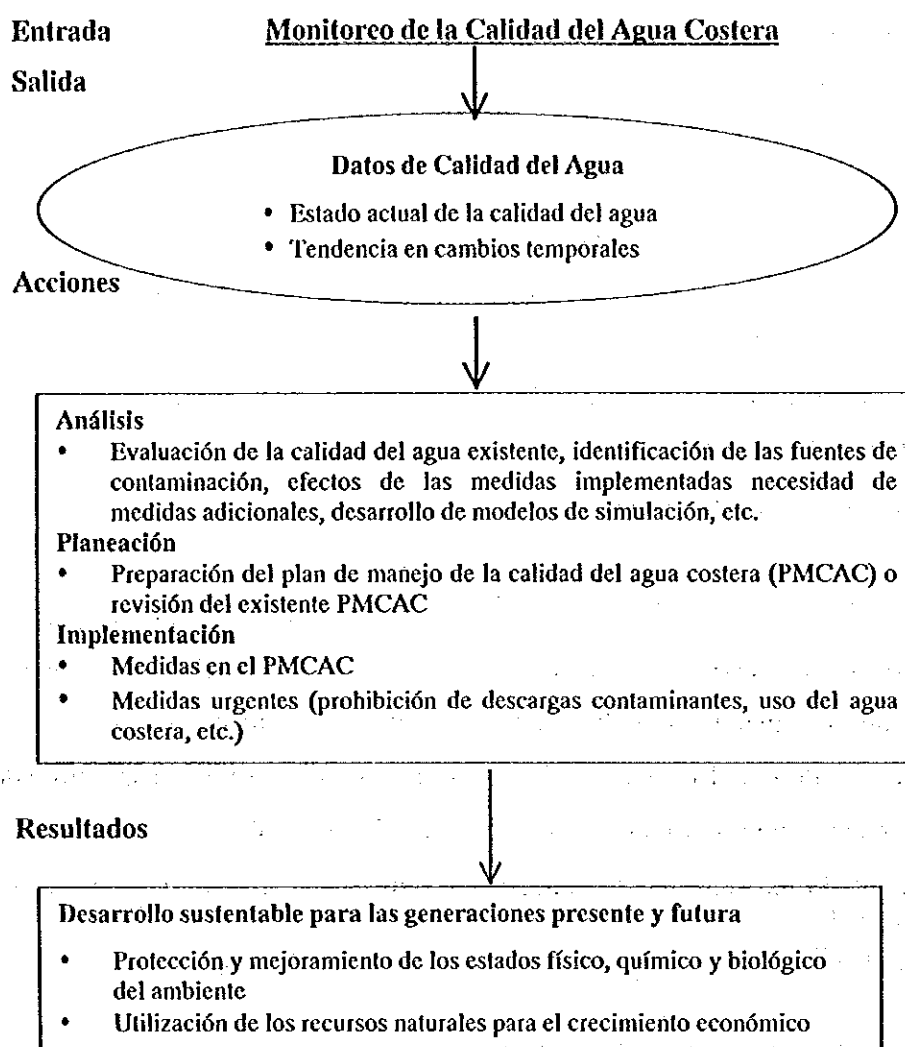 Entrada Monitoreo de la Calidad del Agua Costera
Salida
Datos de Calidad del Agua
• Estado actual de la calidad del agua
• Tendencia en cambios temporales
Acciones
Análisis
• Evaluación de la calidad del agua existente, identificación de las fuentes de
contaminación, efectos de las medidas implementadas necesidad de
medidas adicionales, desarrollo de modelos de simulación, etc.
Planeación
• Preparación del plan de manejo de la calidad del agua costera (PMCAC) o
revisión del existente PMCAC
Implementación
• Medidas en el PMCAC
• Medidas urgentes (prohibición de descargas contaminantes, uso del agua
costera, etc.)
Resultados
Desarrollo sustentable para las generaciones presente y futura
• Protección y mejoramiento de los estados físico, químico y biológico
del ambiente
• Utilización de los recursos naturales para el crecimiento económico